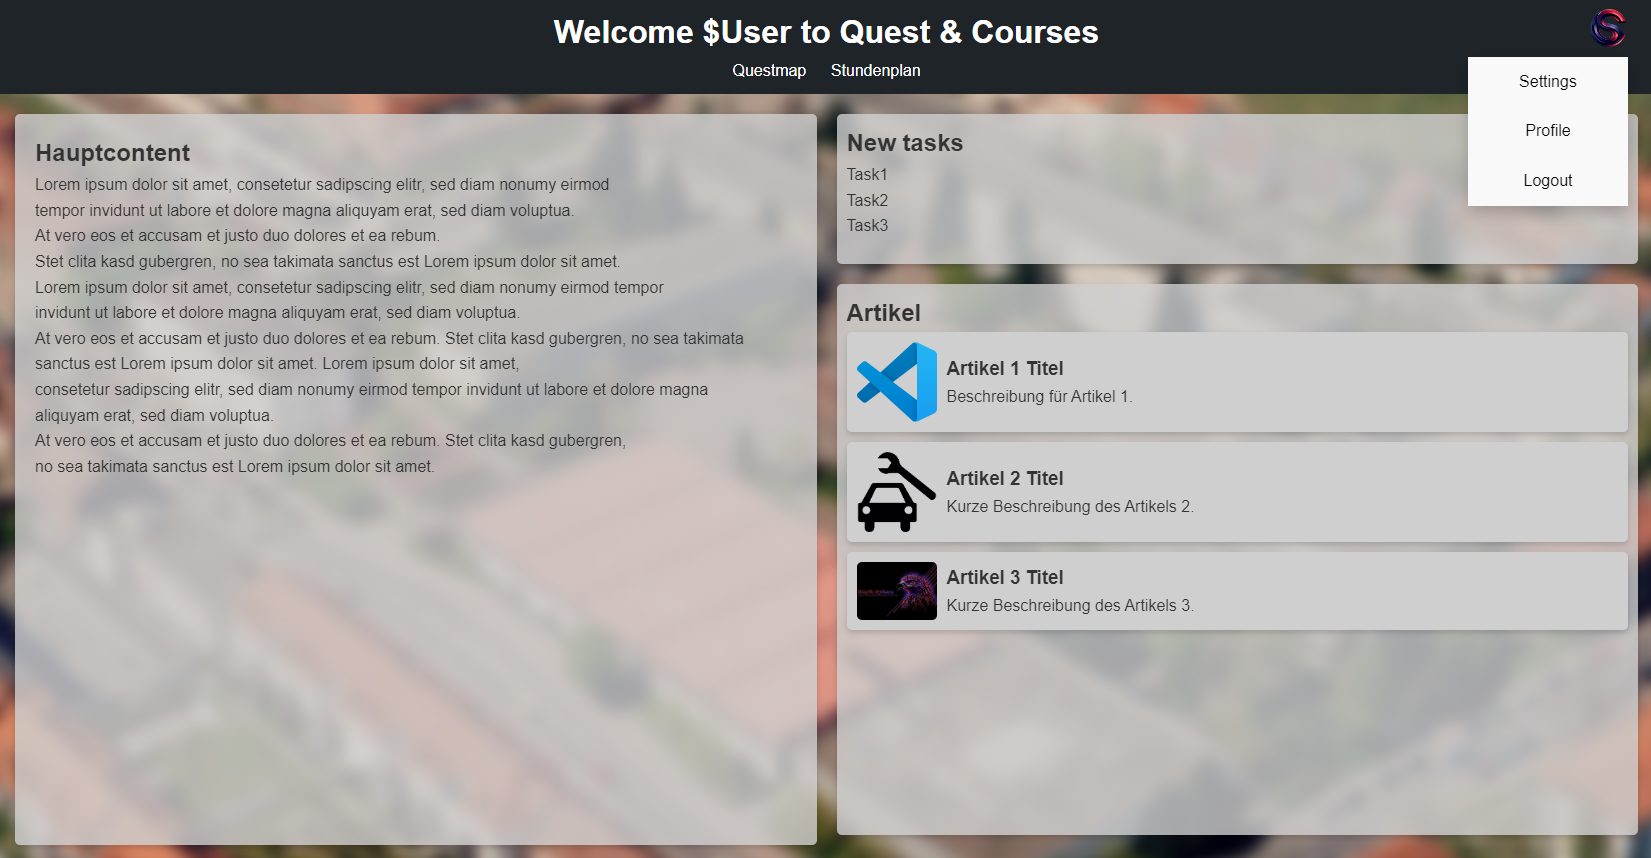 Welcome $User to Quest & Courses
Questmap Stundenplan
Settings
Profile
Logout
Hauptcontent
Lorem ipsum dolor sit amet, consetetur sadipscing elitr, sed diam nonumy eirmod
tempor invidunt ut labore et dolore magna aliquyam erat, sed diam voluptua.
At vero eos et accusam et justo duo dolores et ea rebum.
Stet clita kasd gubergren, no sea takimata sanctus est Lorem ipsum dolor sit amet.
Lorem ipsum dolor sit amet, consetetur sadipscing elitr, sed diam nonumy eirmod tempor
invidunt ut labore et dolore magna aliquyam erat, sed diam voluptua.
At vero eos et accusam et justo duo dolores et ea rebum. Stet clita kasd gubergren, no sea takimata
sanctus est Lorem ipsum dolor sit amet. Lorem ipsum dolor sit amet,
consetetur sadipscing elitr, sed diam nonumy eirmod tempor invidunt ut labore et dolore magna
aliquyam erat, sed diam voluptua.
At vero eos et accusam et justo duo dolores et ea rebum. Stet clita kasd gubergren,
no sea takimata sanctus est Lorem ipsum dolor sit amet.
New tasks
Task1
Task2
Task3
Artikel
Artikel 1 Titel
Beschreibung für Artikel 1.
Artikel 2 Titel
Kurze Beschreibung des Artikels 2.
Artikel 3 Titel
Kurze Beschreibung des Artikels 3.